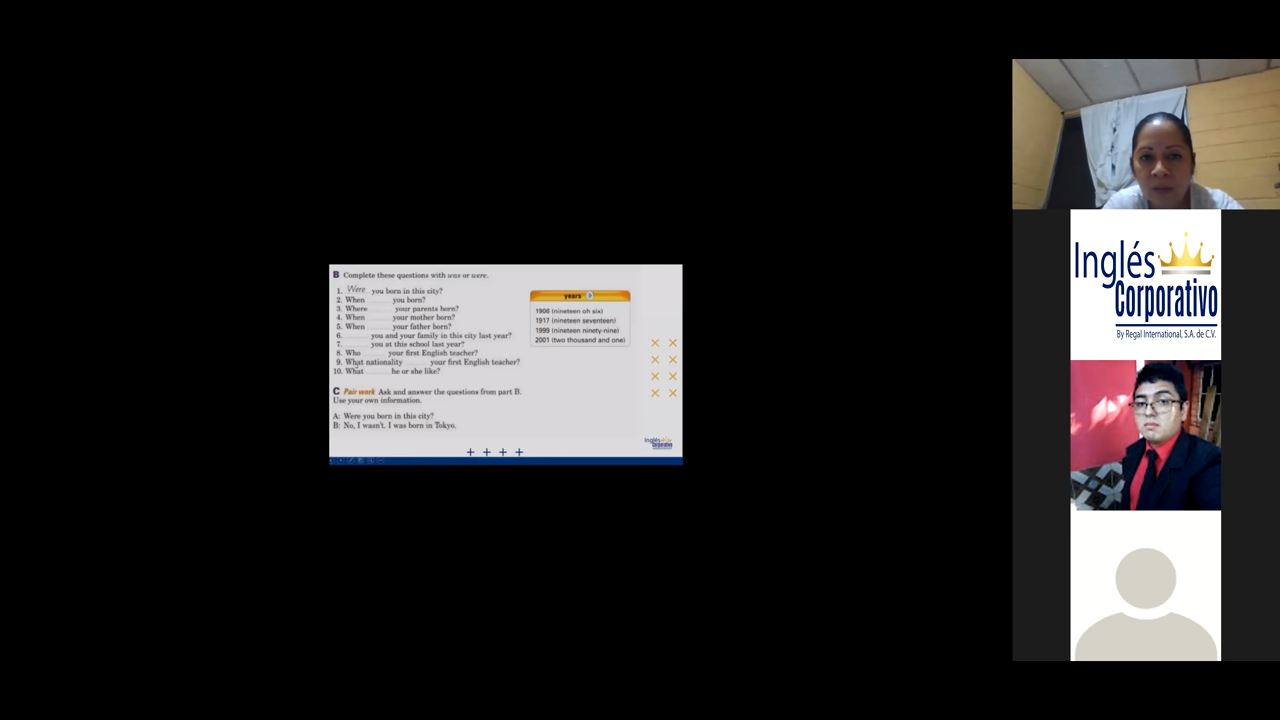 B Complete these questions with was or were.
1. Were you born in this city?
2. When ........ you born?
3. Where ........ your parents born?
4. When ........ your mother born?
5. When ........ your father born?
6. ........ you and your family in this city last year?
7. ........ you at this school last year?
8. Who ........ your first English teacher?
9. What nationality ........ your first English teacher?
10. What ........ he or she like?
years
1906 (nineteen oh six)
1917 (nineteen seventeen)
1999 (nineteen ninety-nine)
2001 (two thousand and one)
C Pair work Ask and answer the questions from part B.
Use your own information.
A: Were you born in this city?
B: No, I wasn't. I was born in Tokyo.
Inglés
Corporativo
Inglés
Corporativo
By Regal International, S.A. de C.V.